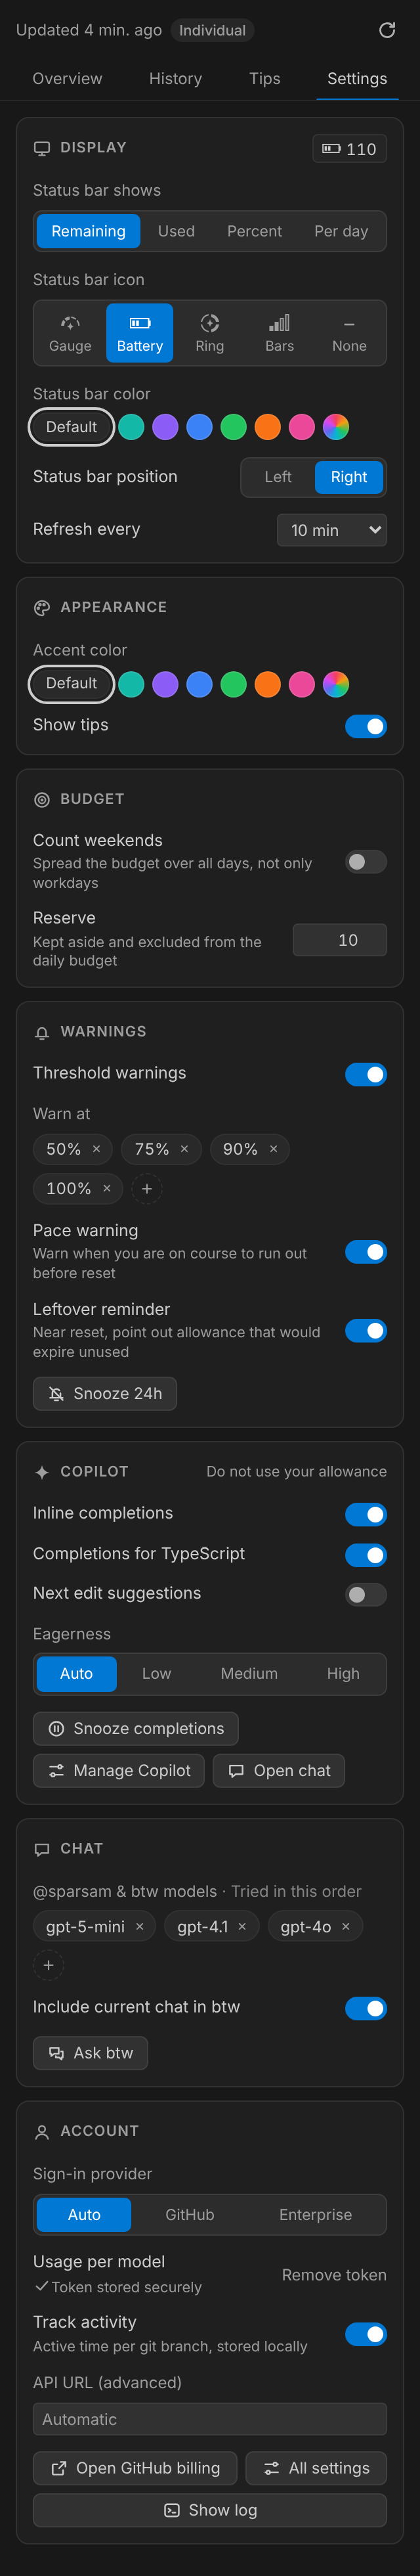 Updated 4 min. ago Individual
Overview History Tips Settings
DISPLAY 110
Status bar shows
Remaining Used Percent Per day
Status bar icon
Gauge Battery Ring Bars None
Status bar color
Default
Status bar position Left Right
Refresh every 10 min
APPEARANCE
Accent color
Default
Show tips
BUDGET
Count weekends
Spread the budget over all days, not only
workdays
Reserve
Kept aside and excluded from the
daily budget
10
WARNINGS
Threshold warnings
Warn at
50% × 75% × 90% ×
100% × +
Pace warning
Warn when you are on course to run out
before reset
Leftover reminder
Near reset, point out allowance that would
expire unused
Snooze 24h
COPILOT Do not use your allowance
Inline completions
Completions for TypeScript
Next edit suggestions
Eagerness
Auto Low Medium High
Snooze completions
Manage Copilot Open chat
CHAT
@sparsam & btw models · Tried in this order
gpt-5-mini × gpt-4.1 × gpt-4o ×
+
Include current chat in btw
Ask btw
ACCOUNT
Sign-in provider
Auto GitHub Enterprise
Usage per model
✓ Token stored securely
Remove token
Track activity
Active time per git branch, stored locally
API URL (advanced)
Automatic
Open GitHub billing All settings
Show log